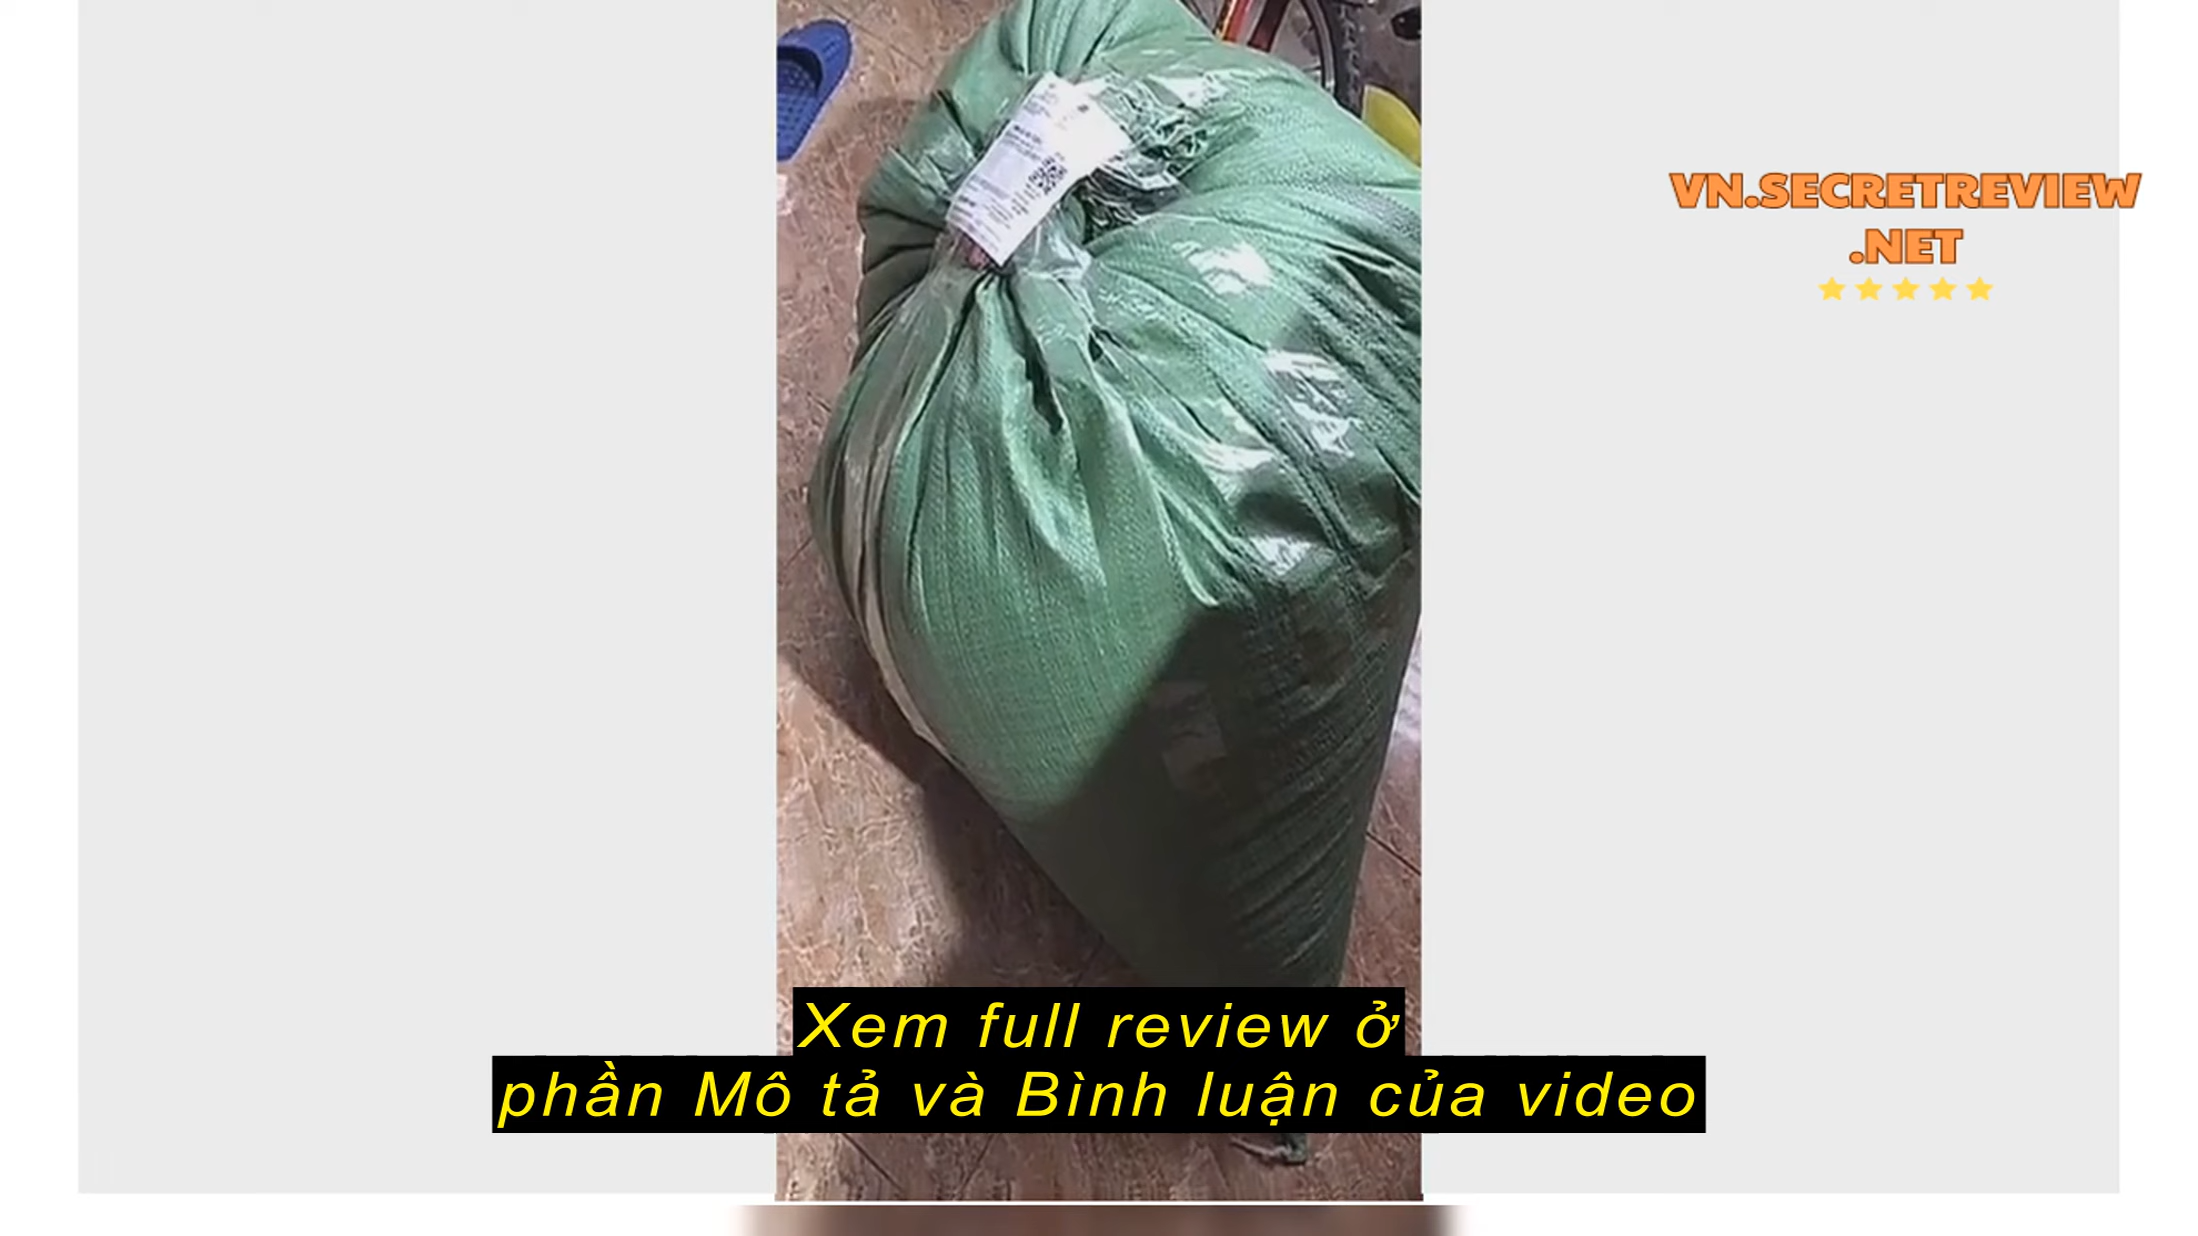 VN.SECRETREVIEW
.NET
Xem full review ở
phần Mô tả và Bình luận của video